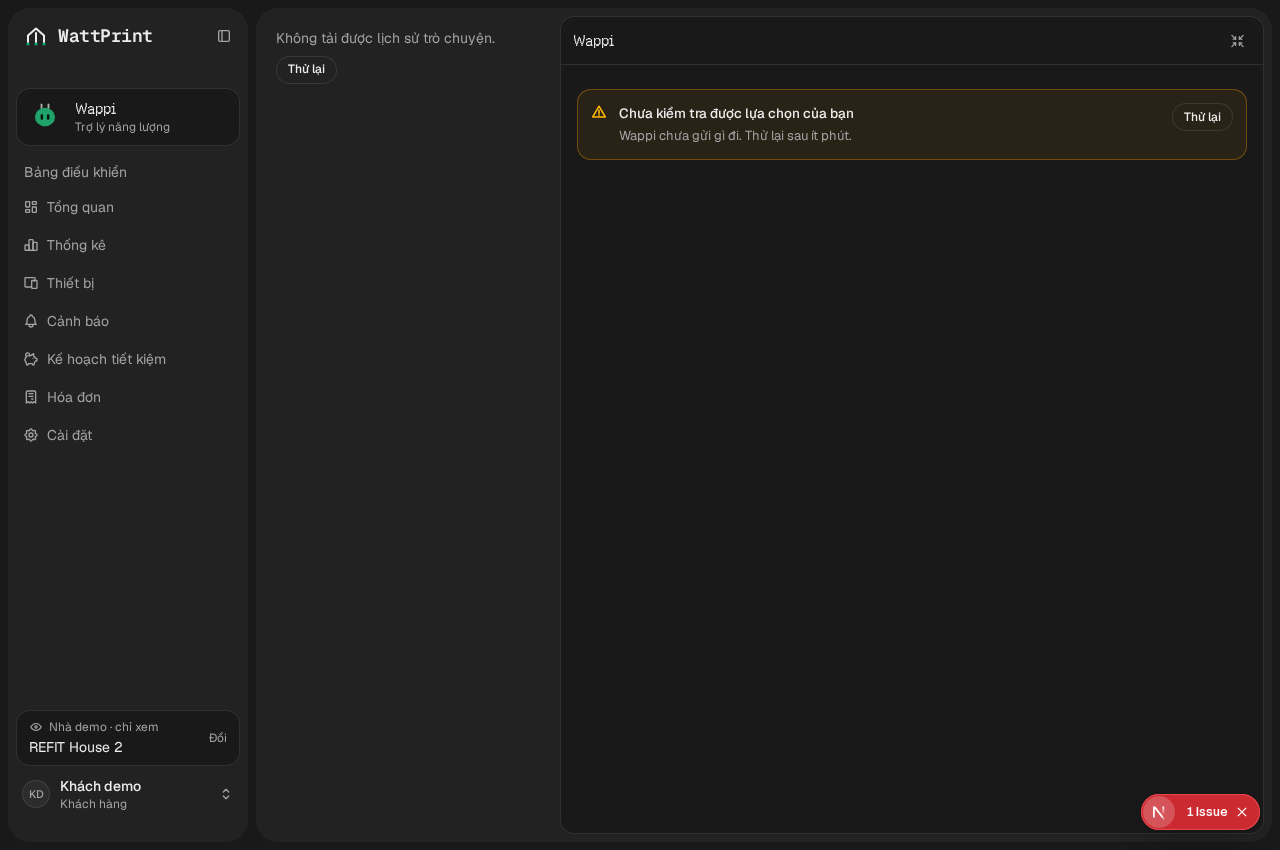 WattPrint
Wappi
Trợ lý năng lượng
Bảng điều khiển
Tổng quan
Thống kê
Thiết bị
Cảnh báo
Kế hoạch tiết kiệm
Hóa đơn
Cài đặt
Nhà demo · chỉ xem
REFIT House 2
Đổi
KD
Khách demo
Khách hàng
Không tải được lịch sử trò chuyện.
Thử lại
Wappi
Chưa kiểm tra được lựa chọn của bạn
Wappi chưa gửi gì đi. Thử lại sau ít phút.
Thử lại
N
1 Issue